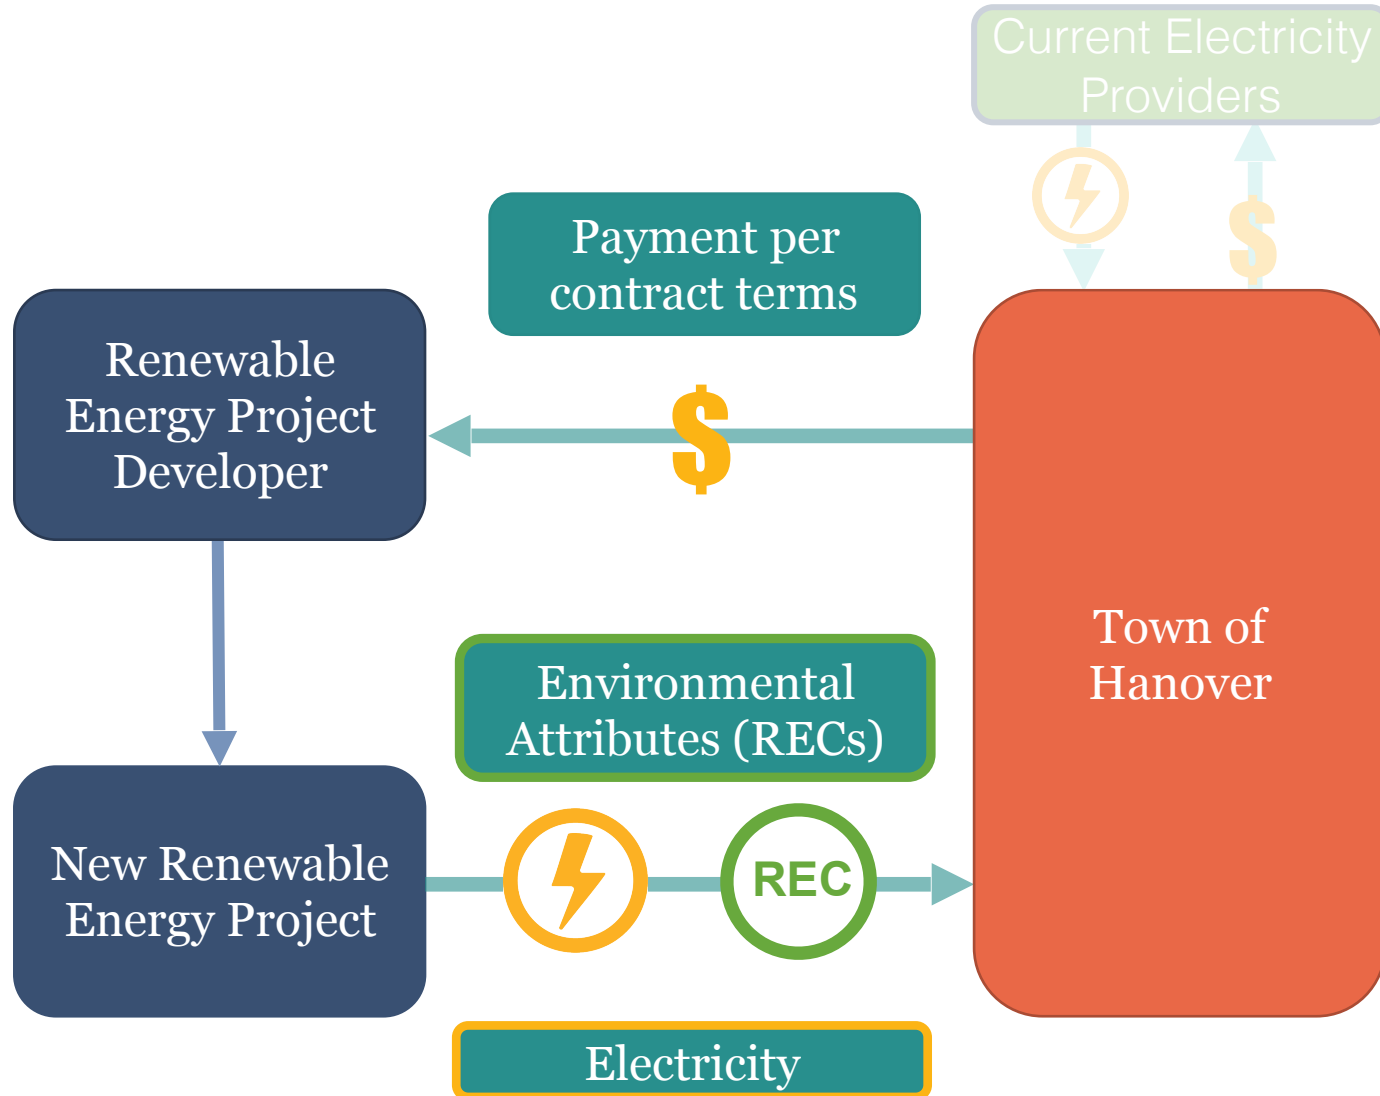 Current Electricity
Providers
$
Payment per
contract terms
Renewable
Energy Project
Developer
$
Town of
Hanover
Environmental
Attributes (RECs)
New Renewable
Energy Project
REC
Electricity